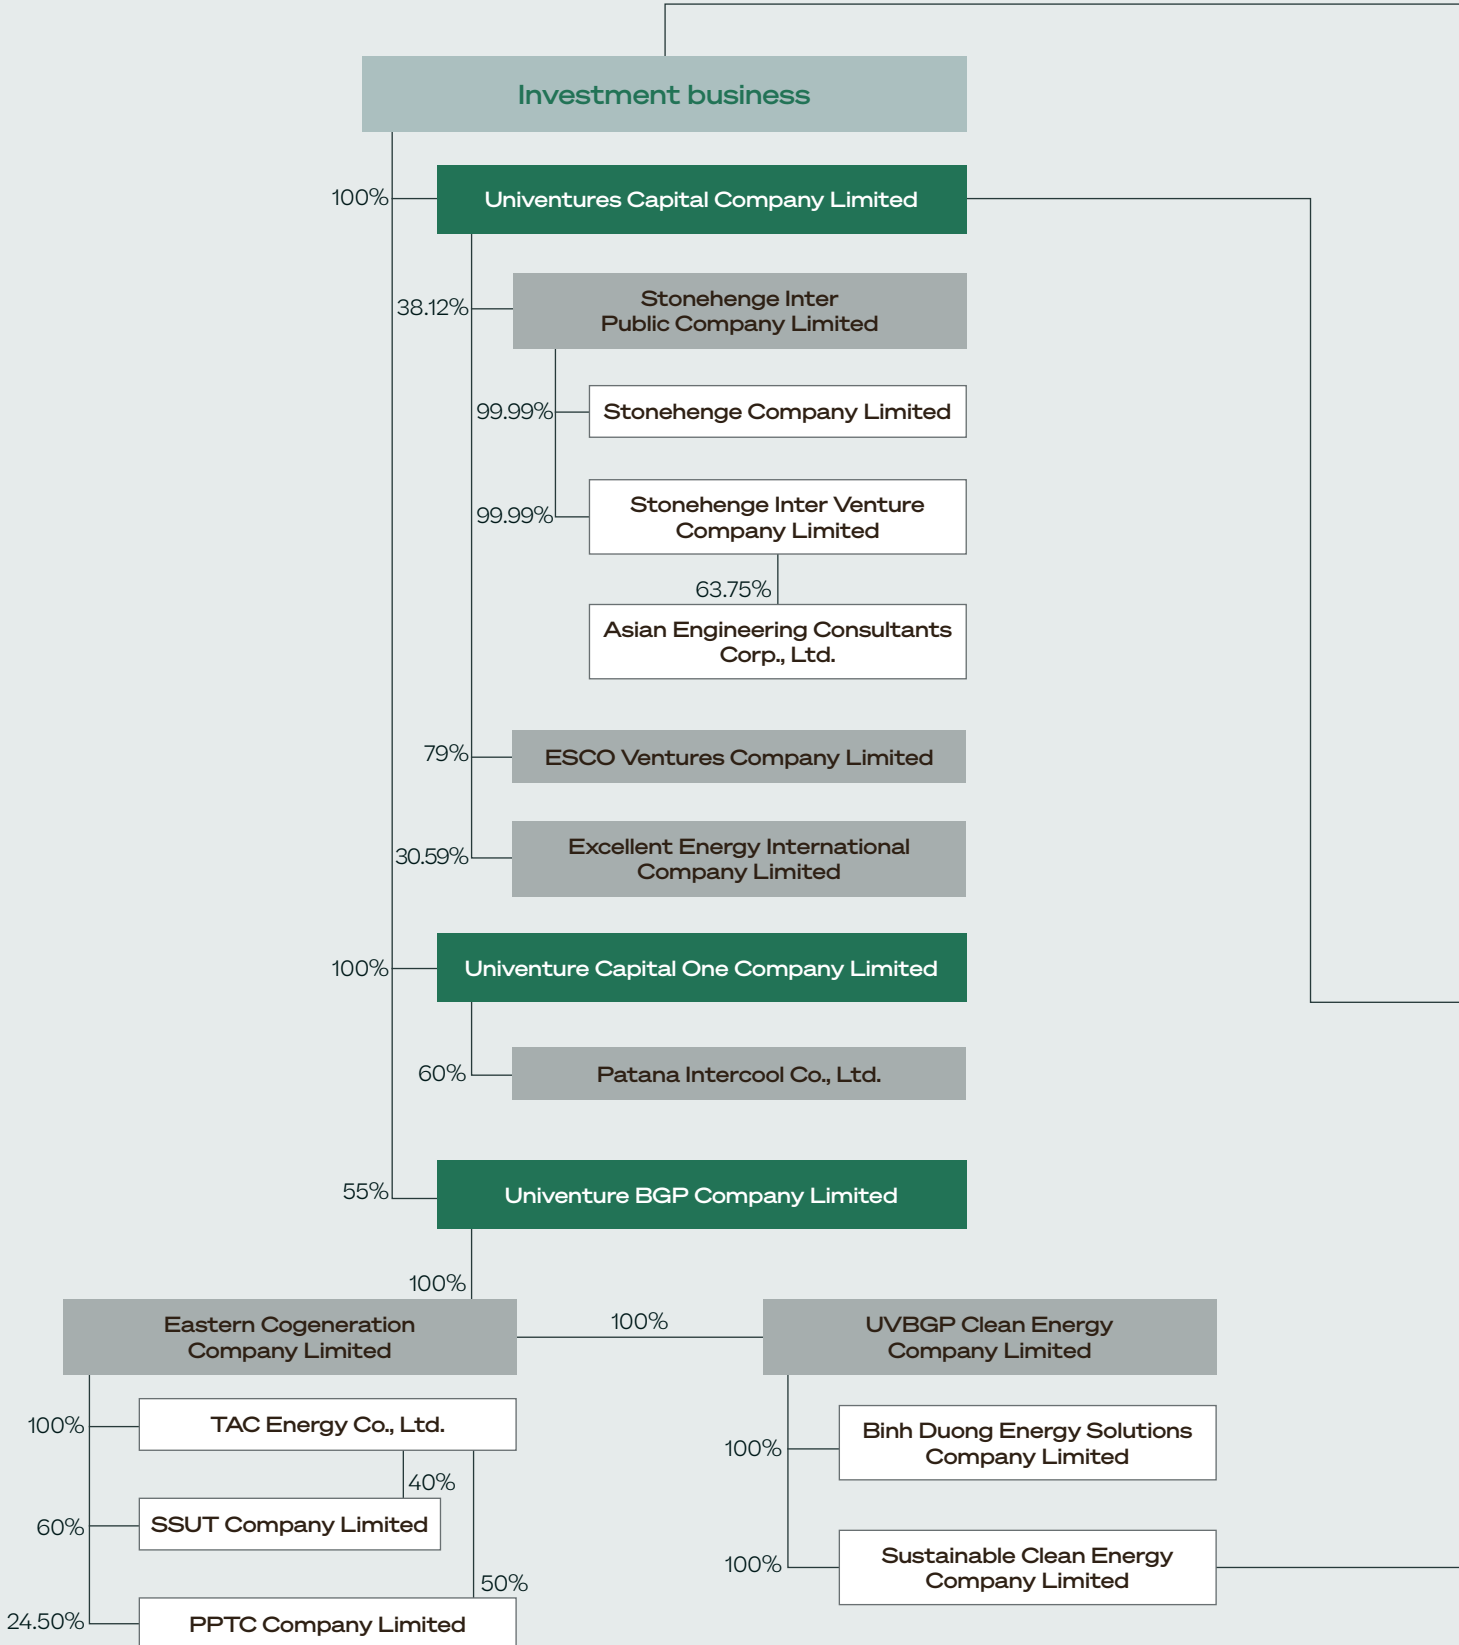 Investment business
100%
Univentures Capital Company Limited
38.12%
Stonehenge Inter
Public Company Limited
99.99%
Stonehenge Company Limited
99.99%
Stonehenge Inter Venture
Company Limited
63.75%
Asian Engineering Consultants
Corp., Ltd.
79%
ESCO Ventures Company Limited
30.59%
Excellent Energy International
Company Limited
100%
Univenture Capital One Company Limited
60%
Patana Intercool Co., Ltd.
55%
Univenture BGP Company Limited
100%
Eastern Cogeneration
Company Limited
100%
UVBGP Clean Energy
Company Limited
100%
TAC Energy Co., Ltd.
40%
60%
SSUT Company Limited
50%
24.50%
PPTC Company Limited
100%
Binh Duong Energy Solutions
Company Limited
100%
Sustainable Clean Energy
Company Limited